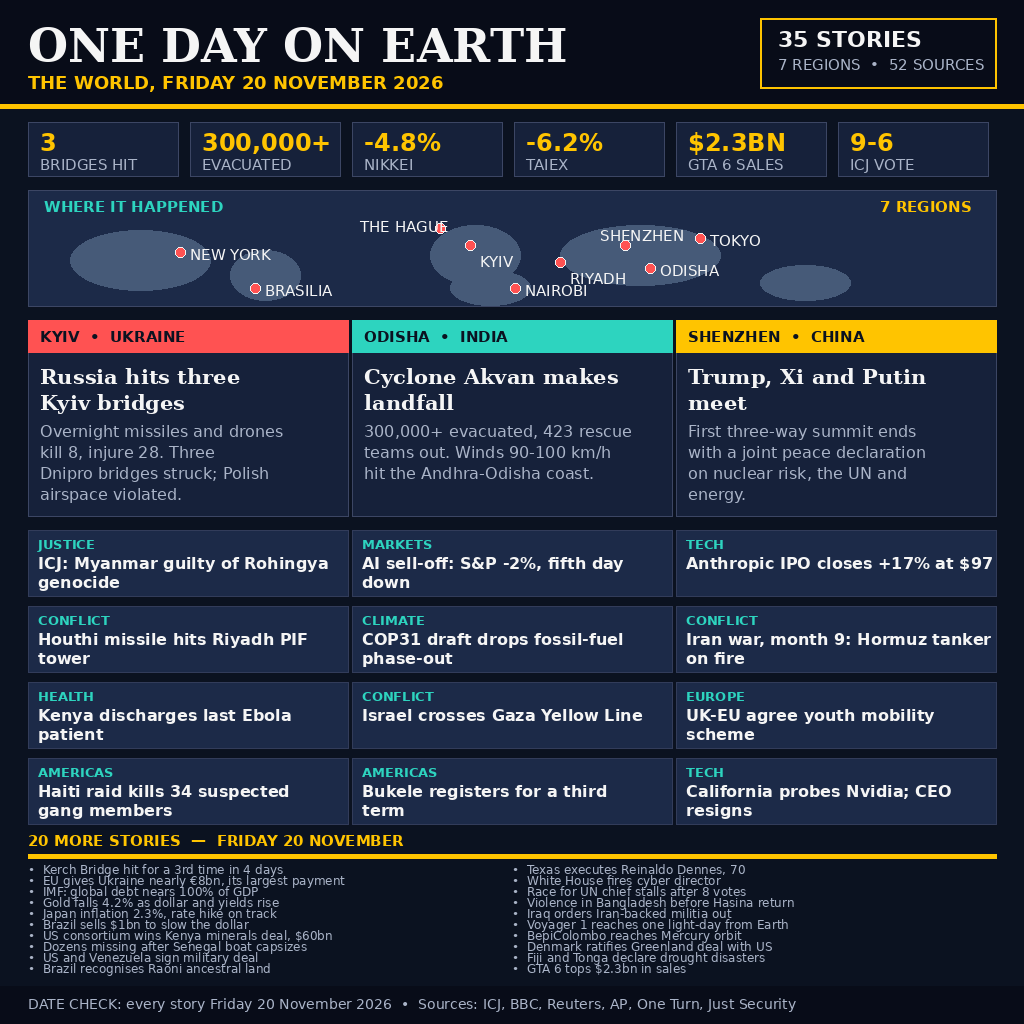 ONE DAY ON EARTH
THE WORLD, FRIDAY 20 NOVEMBER 2026
35 STORIES
7 REGIONS • 52 SOURCES
3
BRIDGES HIT
300,000+
EVACUATED
-4.8%
NIKKEI
-6.2%
TAIEX
$2.3BN
GTA 6 SALES
9-6
ICJ VOTE
WHERE IT HAPPENED
7 REGIONS
THE HAGUE
NEW YORK
KYIV
SHENZHEN
TOKYO
BRASILIA
RIYADH
ODISHA
NAIROBI
KYIV • UKRAINE
Russia hits three
Kyiv bridges
Overnight missiles and drones
kill 8, injure 28. Three
Dnipro bridges struck; Polish
airspace violated.
ODISHA • INDIA
Cyclone Akvan makes
landfall
300,000+ evacuated, 423 rescue
teams out. Winds 90-100 km/h
hit the Andhra-Odisha coast.
SHENZHEN • CHINA
Trump, Xi and Putin
meet
First three-way summit ends
with a joint peace declaration
on nuclear risk, the UN and
energy.
JUSTICE
ICJ: Myanmar guilty of Rohingya
genocide
MARKETS
AI sell-off: S&P -2%, fifth day
down
TECH
Anthropic IPO closes +17% at $97
CONFLICT
Houthi missile hits Riyadh PIF
tower
CLIMATE
COP31 draft drops fossil-fuel
phase-out
CONFLICT
Iran war, month 9: Hormuz tanker
on fire
HEALTH
Kenya discharges last Ebola
patient
CONFLICT
Israel crosses Gaza Yellow Line
EUROPE
UK-EU agree youth mobility
scheme
AMERICAS
Haiti raid kills 34 suspected
gang members
AMERICAS
Bukele registers for a third
term
TECH
California probes Nvidia; CEO
resigns
20 MORE STORIES — FRIDAY 20 NOVEMBER
• Kerch Bridge hit for a 3rd time in 4 days
• EU gives Ukraine nearly €8bn, its largest payment
• IMF: global debt nears 100% of GDP
• Gold falls 4.2% as dollar and yields rise
• Japan inflation 2.3%, rate hike on track
• Brazil sells $1bn to slow the dollar
• US consortium wins Kenya minerals deal, $60bn
• Dozens missing after Senegal boat capsizes
• US and Venezuela sign military deal
• Brazil recognises Raoni ancestral land
• Texas executes Reinaldo Dennes, 70
• White House fires cyber director
• Race for UN chief stalls after 8 votes
• Violence in Bangladesh before Hasina return
• Iraq orders Iran-backed militia out
• Voyager 1 reaches one light-day from Earth
• BepiColombo reaches Mercury orbit
• Denmark ratifies Greenland deal with US
• Fiji and Tonga declare drought disasters
• GTA 6 tops $2.3bn in sales
DATE CHECK: every story Friday 20 November 2026 • Sources: ICJ, BBC, Reuters, AP, One Turn, Just Security